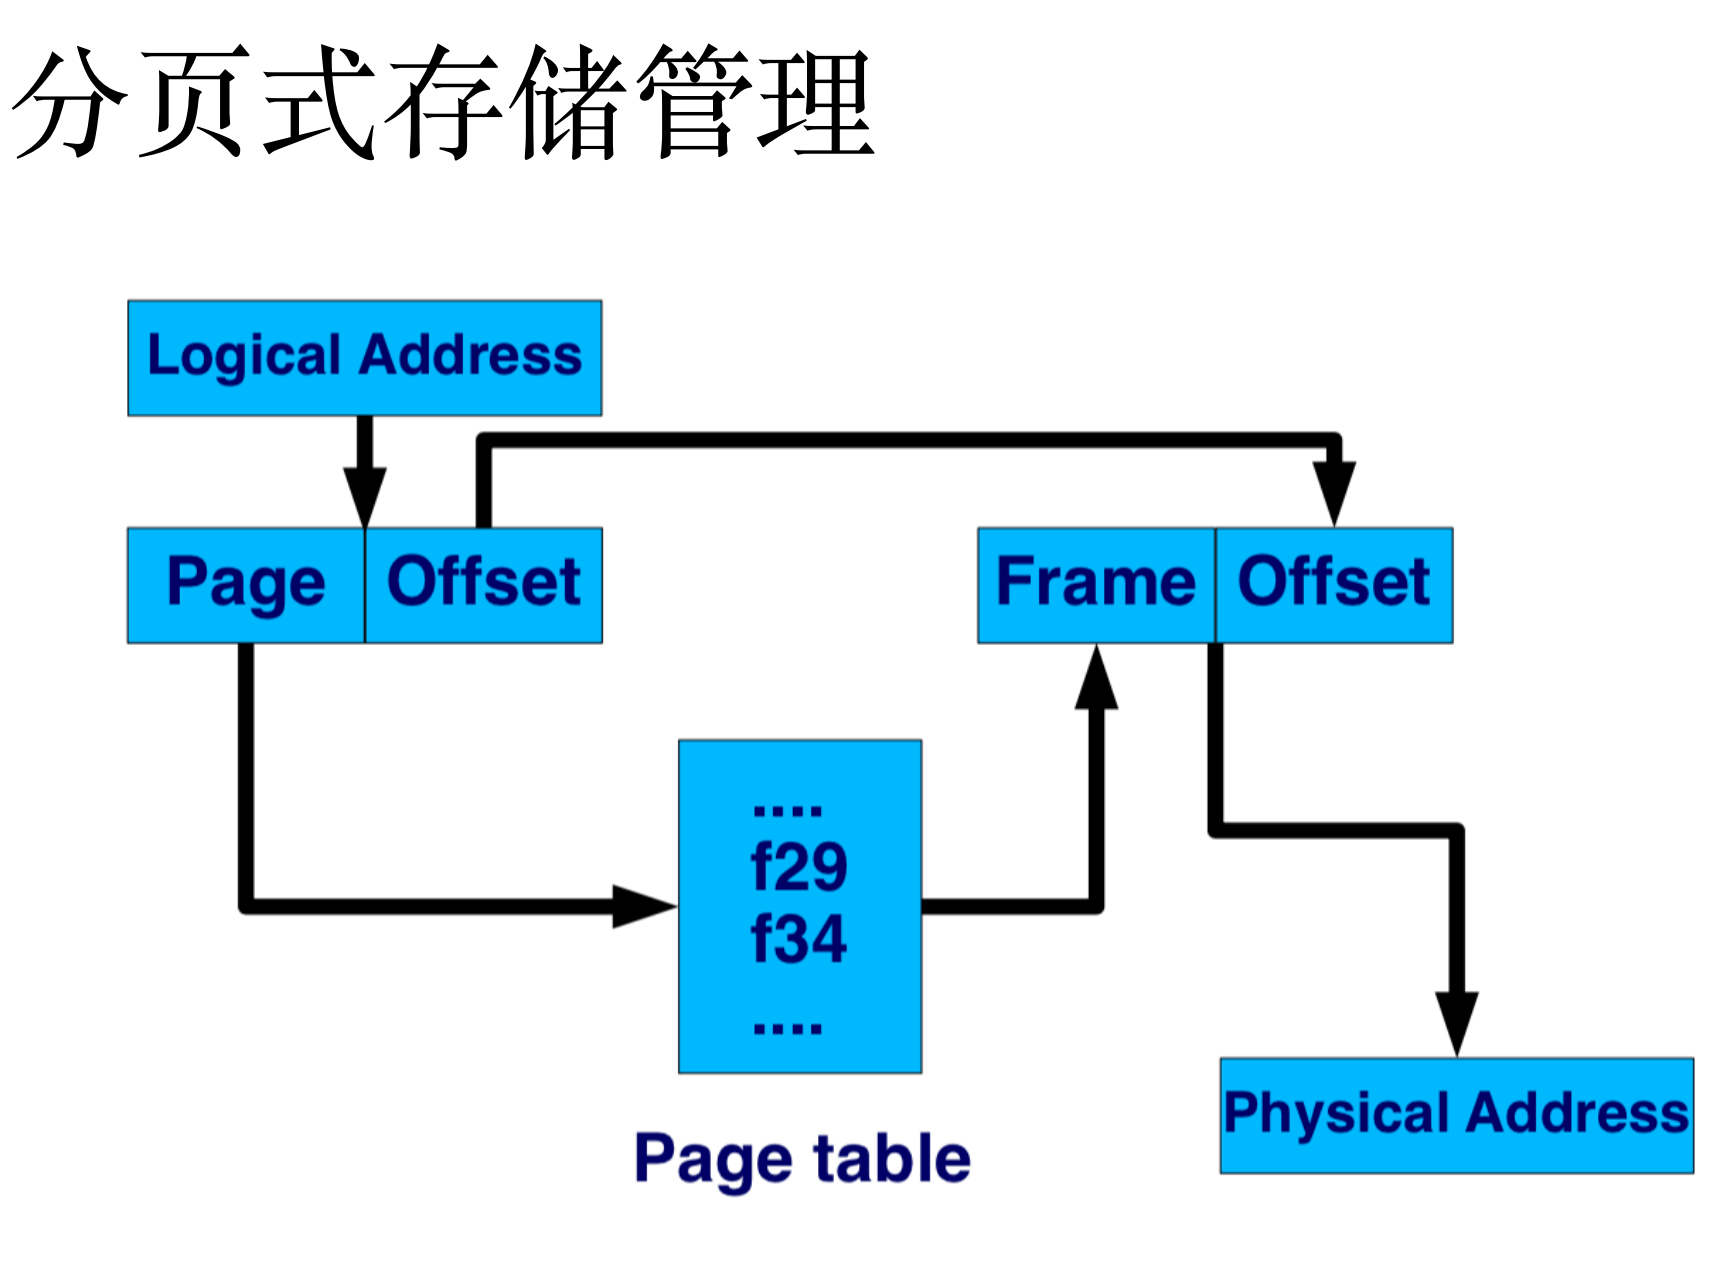 分页式存储管理
Logical Address
Page Offset
Frame Offset
....
f29
f34
....
Page table
Physical Address